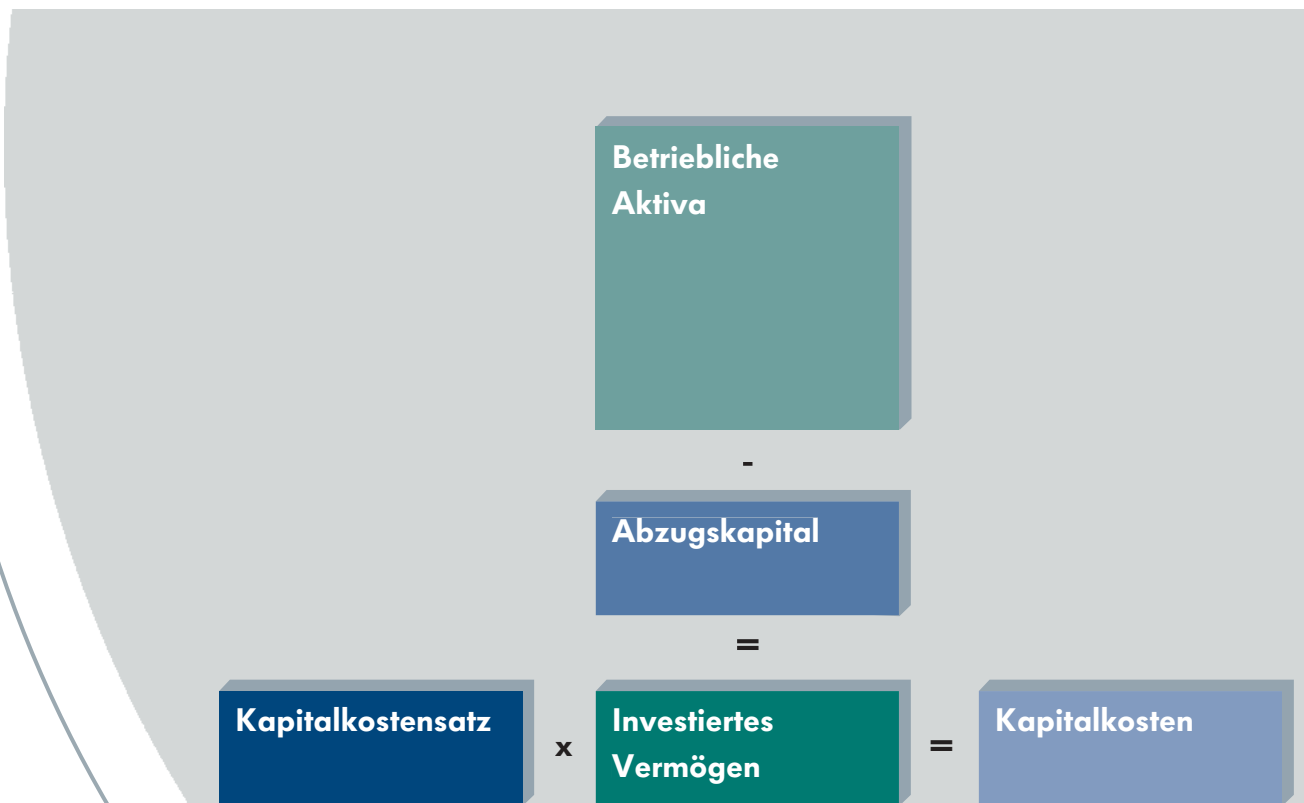 Betriebliche
Aktiva
-
Abzugskapital
=
Kapitalkostensatz x Investiertes Vermögen = Kapitalkosten